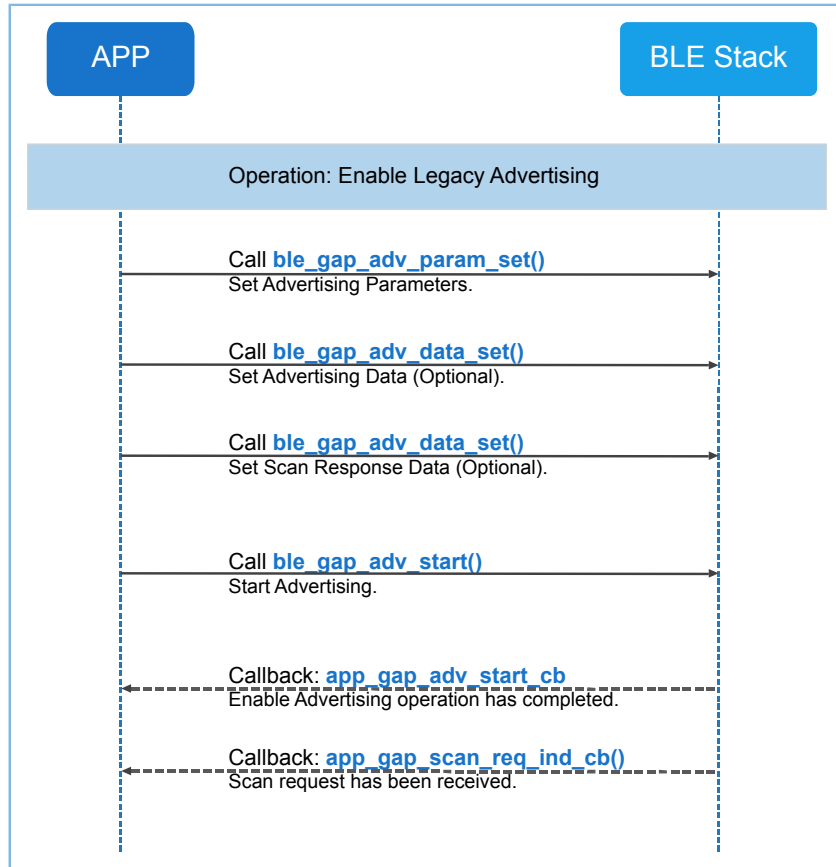 APP
BLE Stack
Operation: Enable Legacy Advertising
Call ble_gap_adv_param_set()
Set Advertising Parameters.
Call ble_gap_adv_data_set()
Set Advertising Data (Optional).
Call ble_gap_adv_data_set()
Set Scan Response Data (Optional).
Call ble_gap_adv_start()
Start Advertising.
Callback: app_gap_adv_start_cb
Enable Advertising operation has completed.
Callback: app_gap_scan_req_ind_cb()
Scan request has been received.